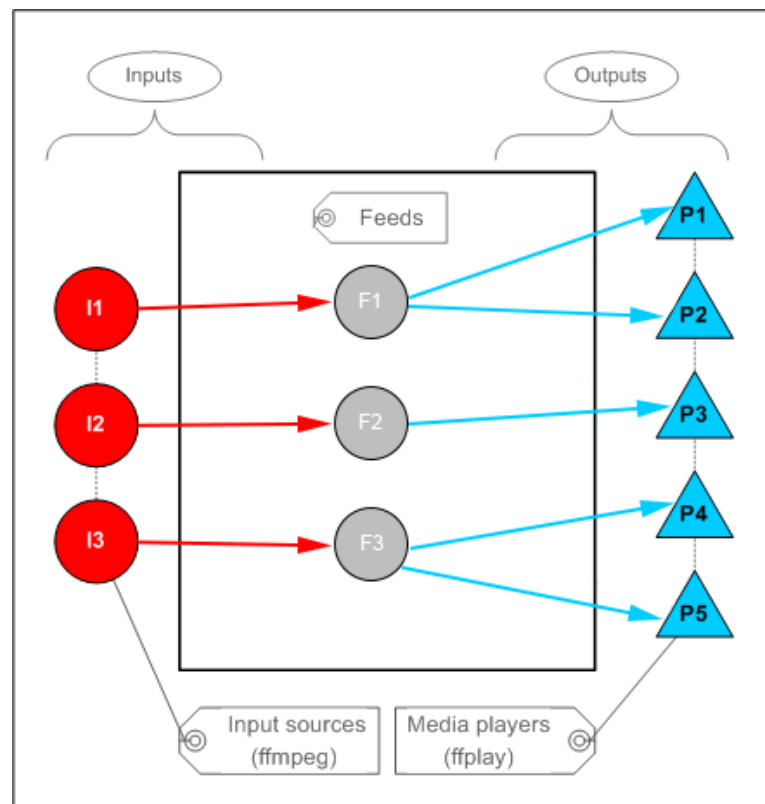 Inputs
Outputs
Feeds
P1
I1
F1
P2
I2
F2
P3
I3
F3
P4
P5
Input sources
(ffmpeg)
Media players
(ffplay)